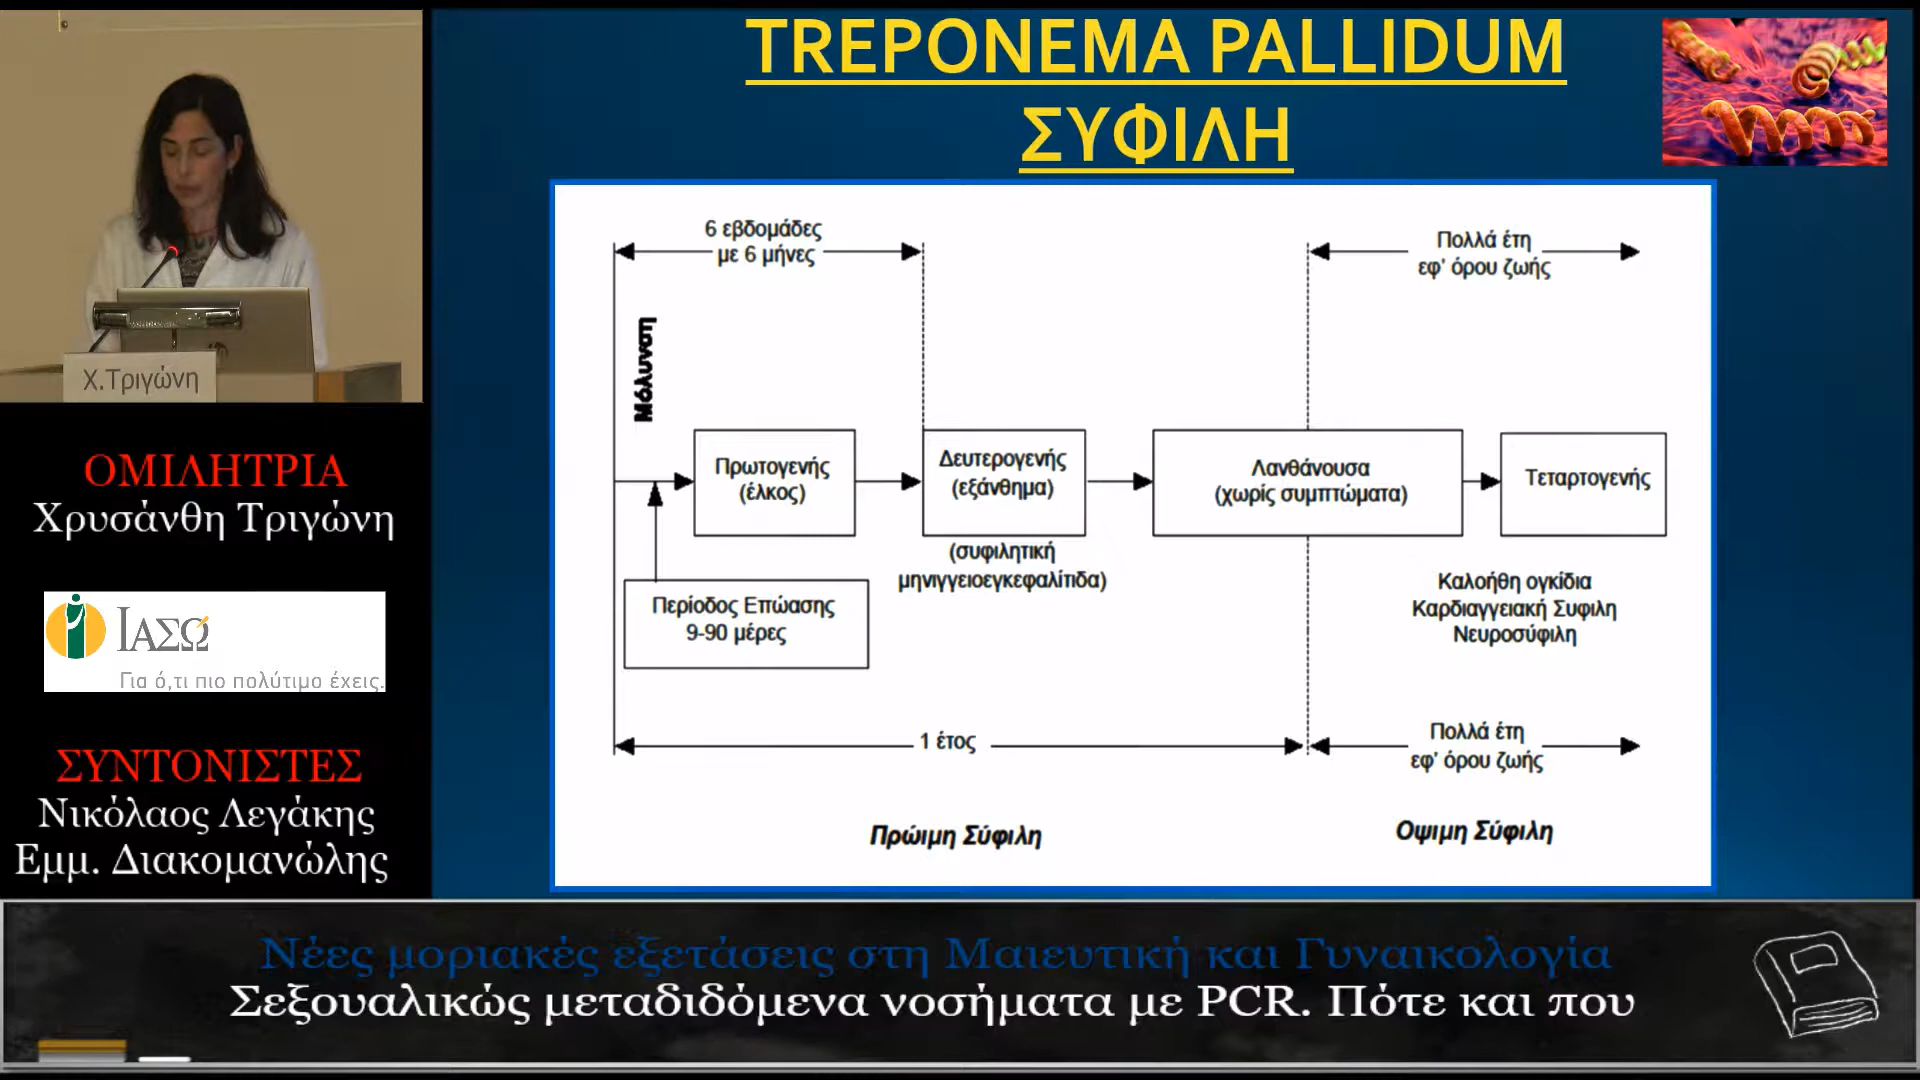 TREPONEMA PALLIDUM
ΣΥΦΙΛΗ
6 εβδομάδες
με 6 μήνες
Πολλά έτη
εφ' όρου ζωής
Μόλυνση
Πρωτογενής
(έλκος)
Δευτερογενής
(εξάνθημα)
Λανθάνουσα
(χωρίς συμπτώματα)
Τεταρτογενής
(συφιλητική
μηνιγγειοεγκεφαλίτιδα)
Περίοδος Επώασης
9-90 μέρες
Καλοήθη ογκίδια
Καρδιαγγειακή Συφιλη
Νευροσύφιλη
1 έτος
Πολλά έτη
εφ' όρου ζωής
Πρώιμη Σύφιλη
Οψιμη Σύφιλη
Χ.Τριγώνη
ΟΜΙΛΗΤΡΙΑ
Χρυσάνθη Τριγώνη
ΙΑΣΩ
Για ό,τι πιο πολύτιμο έχεις.
ΣΥΝΤΟΝΙΣΤΕΣ
Νικόλαος Λεγάκης
Εμμ. Διακομανώλης
Νέες μοριακές εξετάσεις στη Μαιευτική και Γυναικολογία
Σεξουαλικώς μεταδιδόμενα νοσήματα με PCR. Πότε και που